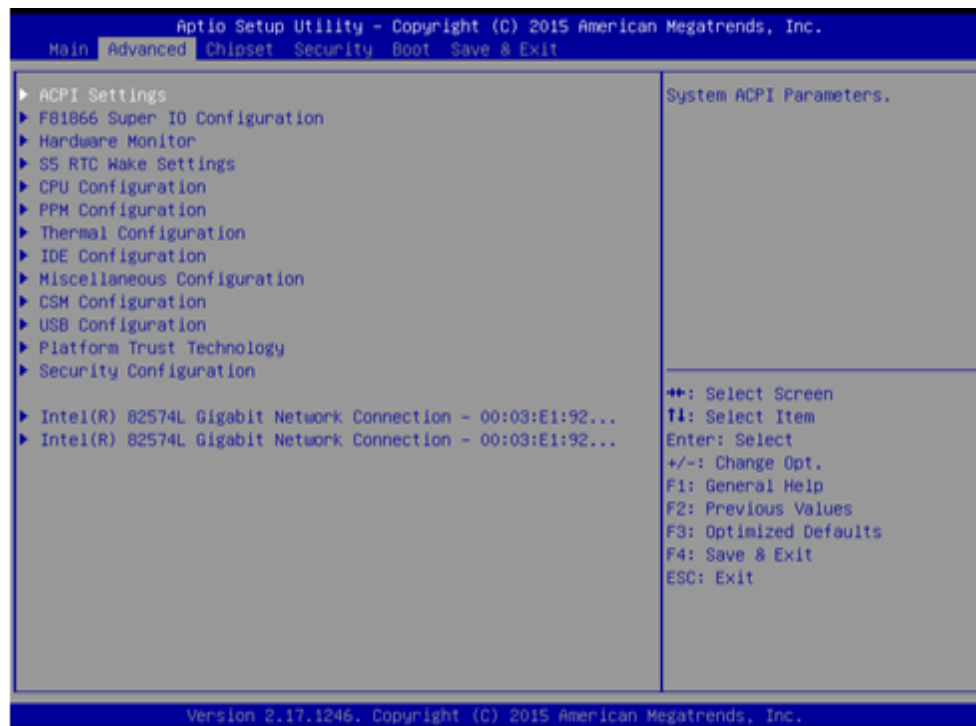 Aptio Setup Utility – Copyright (C) 2015 American Megatrends, Inc.
Main Advanced Chipset Security Boot Save & Exit
▶ ACPI Settings
▶ F81866 Super IO Configuration
▶ Hardware Monitor
▶ S5 RTC Wake Settings
▶ CPU Configuration
▶ PPM Configuration
▶ Thermal Configuration
▶ IDE Configuration
▶ Miscellaneous Configuration
▶ CSM Configuration
▶ USB Configuration
▶ Platform Trust Technology
▶ Security Configuration
▶ Intel(R) 82574L Gigabit Network Connection – 00:03:E1:92...
▶ Intel(R) 82574L Gigabit Network Connection – 00:03:E1:92...
System ACPI Parameters.
→←: Select Screen
↑↓: Select Item
Enter: Select
+/-: Change Opt.
F1: General Help
F2: Previous Values
F3: Optimized Defaults
F4: Save & Exit
ESC: Exit
Version 2.17.1246. Copyright (C) 2015 American Megatrends, Inc.